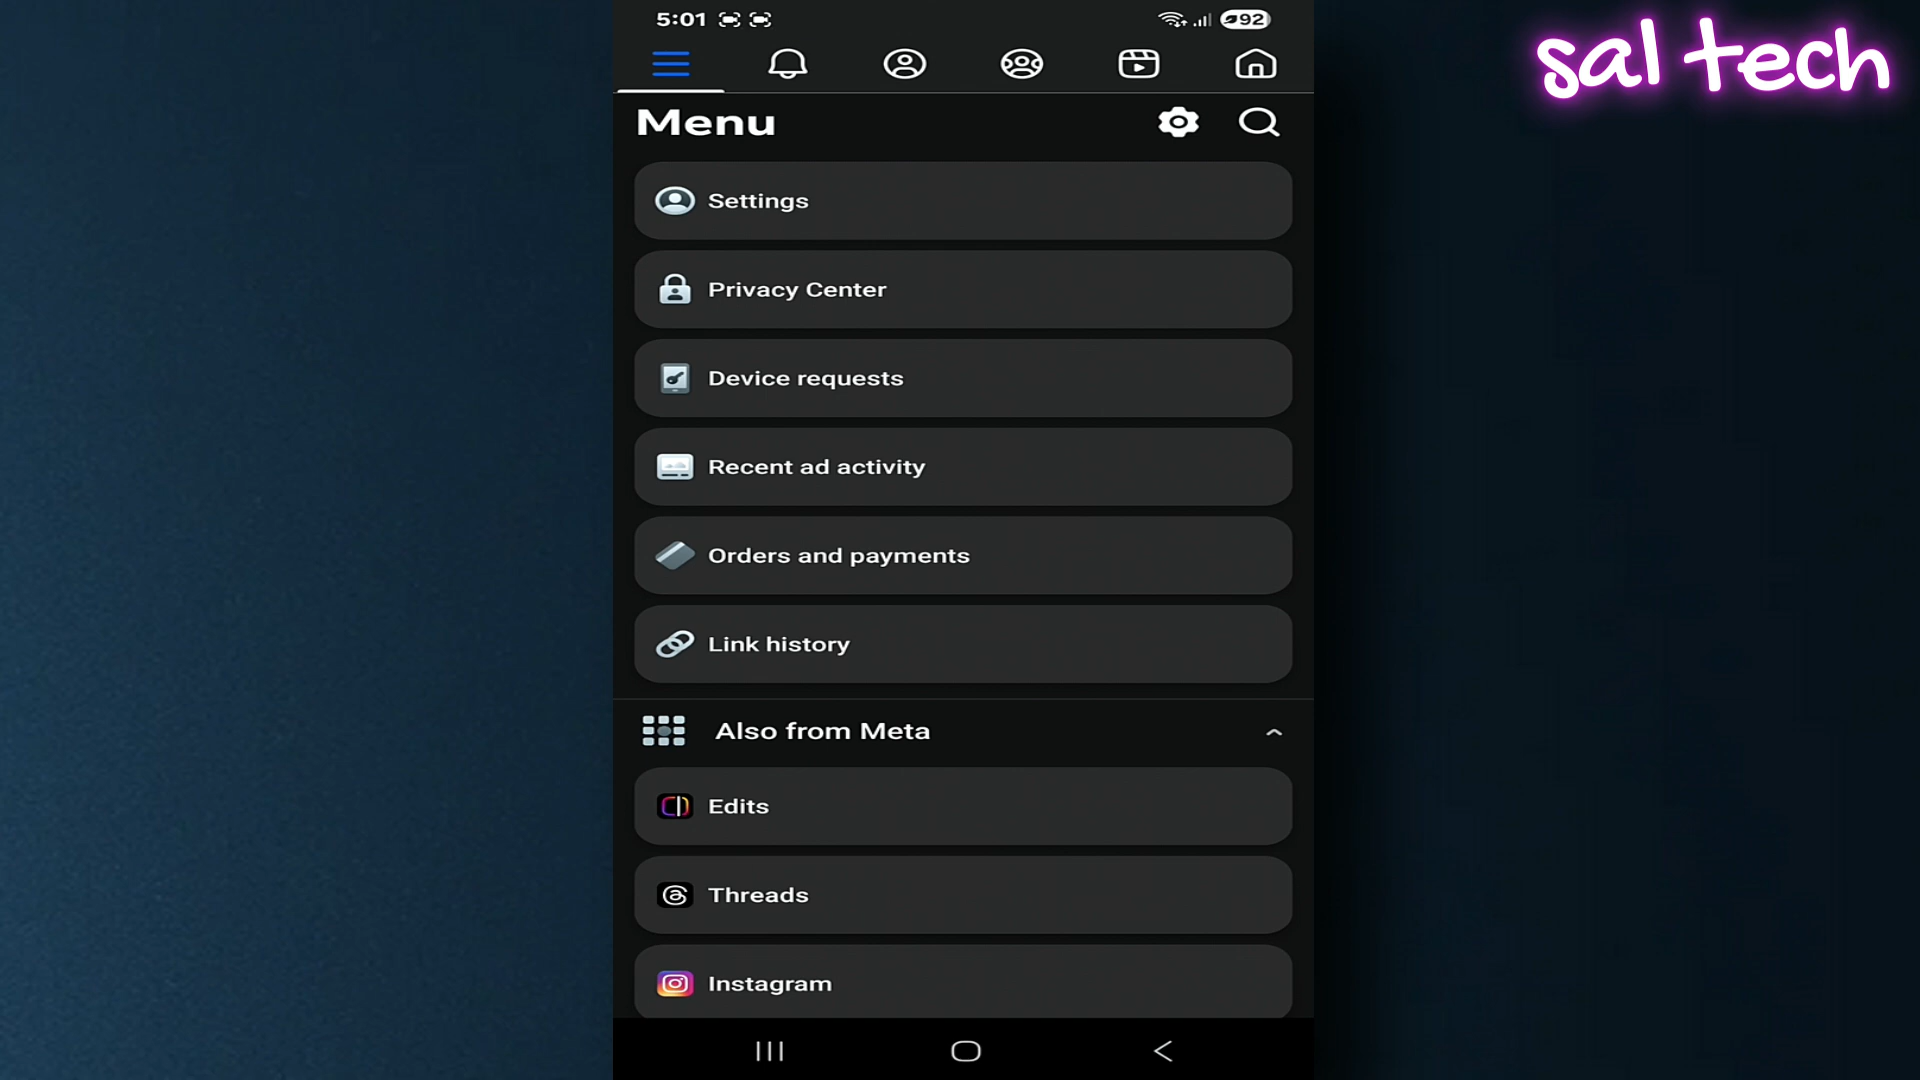 5:01
92
sal tech
Menu
Settings
Privacy Center
Device requests
Recent ad activity
Orders and payments
Link history
Also from Meta
Edits
Threads
Instagram